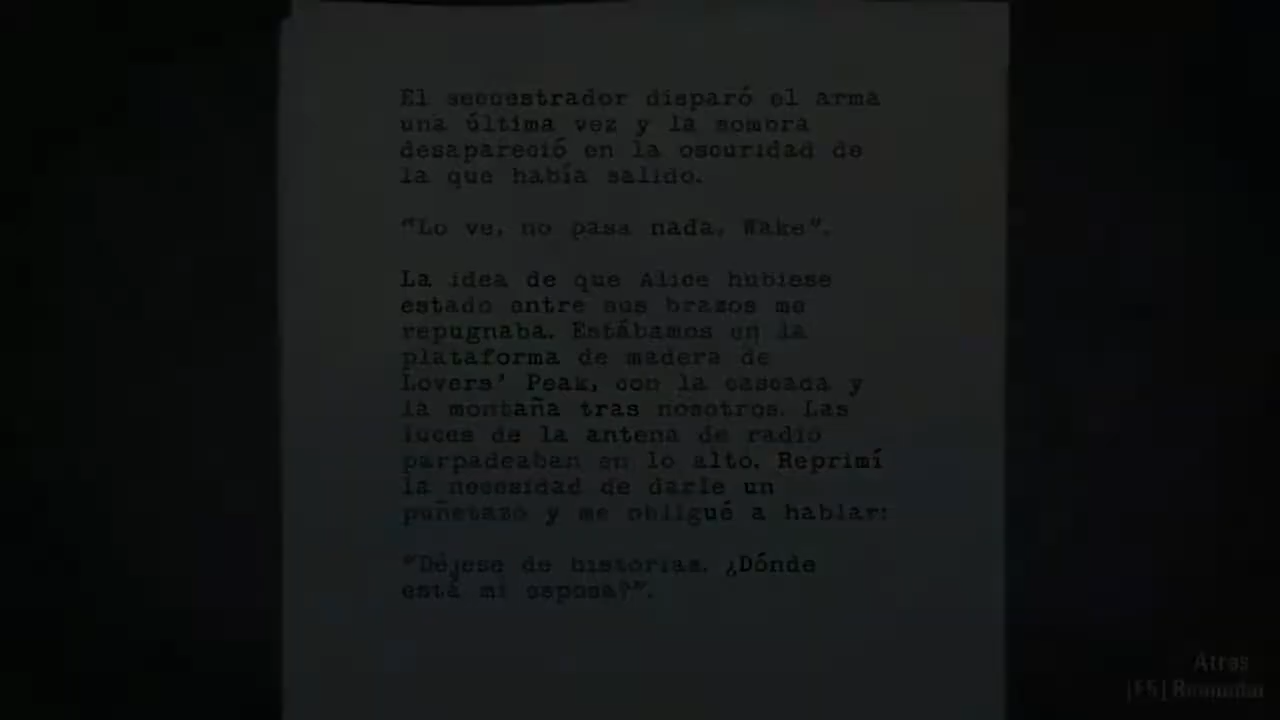 El secuestrador disparó el arma
una última vez y la sombra
desapareció en la oscuridad de
la que había salido.
"Lo ve, no pasa nada, Wake".
La idea de que Alice hubiese
estado entre sus brazos me
repugnaba. Estábamos en la
plataforma de madera de
Lovers' Peak, con la cascada y
la montaña tras nosotros. Las
luces de la antena de radio
parpadeaban en lo alto. Reprimí
la necesidad de darle un
puñetazo y me obligué a hablar:
"Déjese de historias. ¿Dónde
está mi esposa?".
Atras
Reanudar